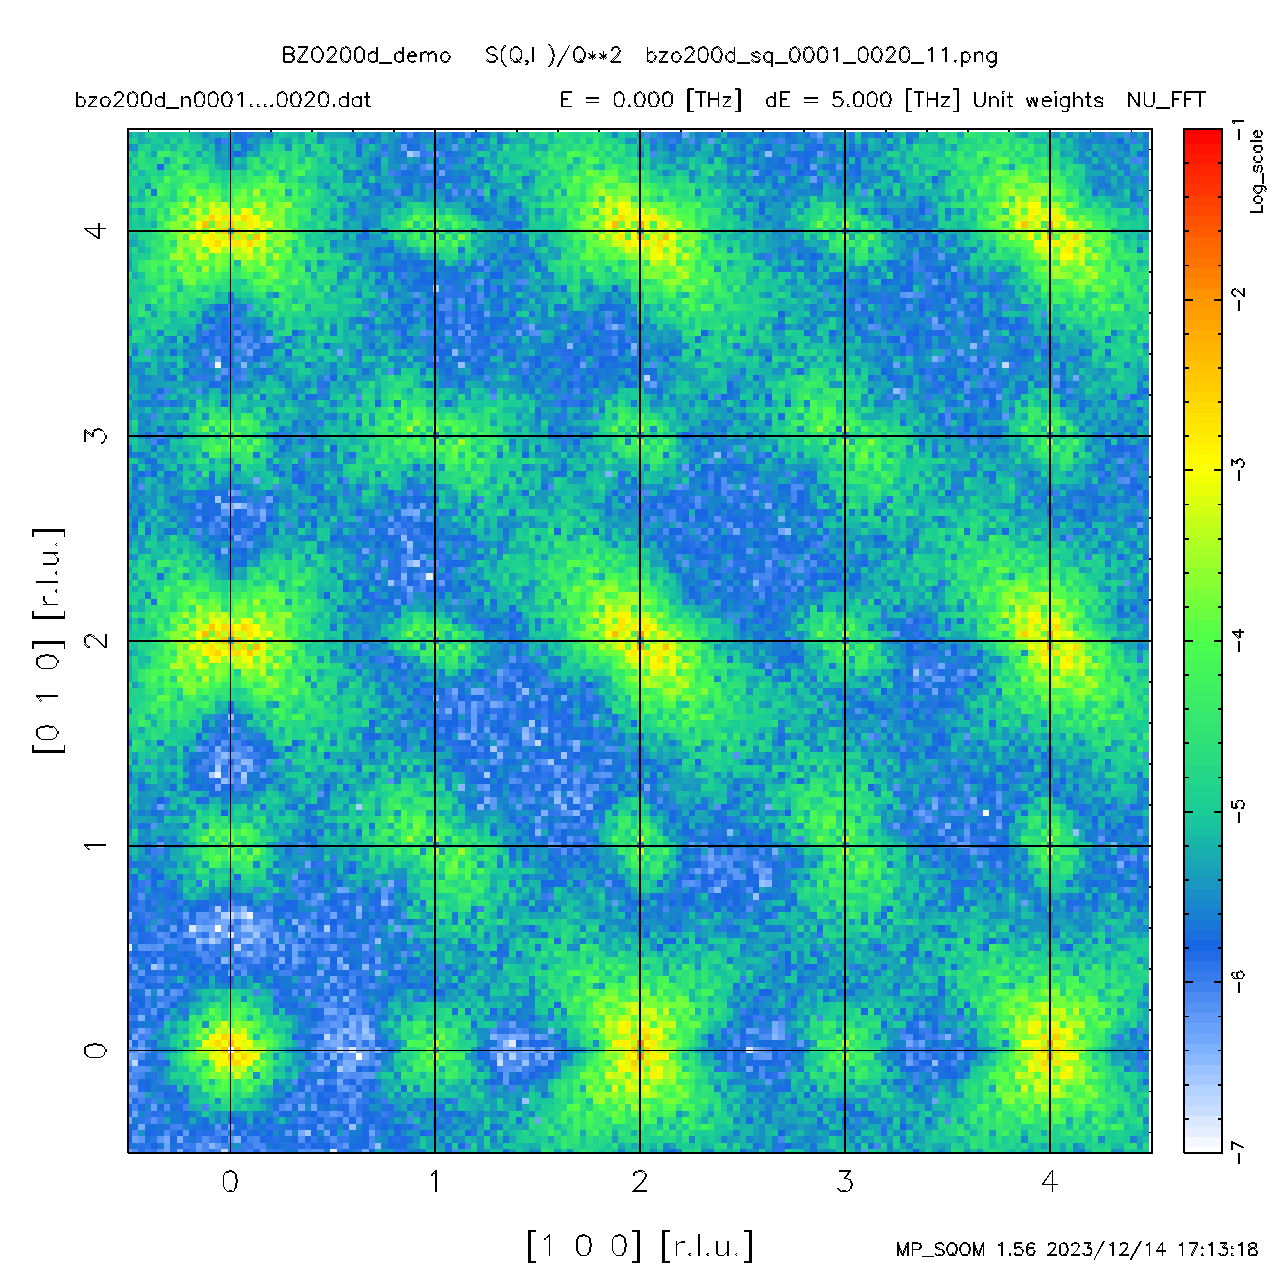 BZO200d_demo S(Q,I )/Q**2 bzo200d_sq_0001_0020_11.png
bzo200d_n0001....0020.dat E = 0.000 [THz] dE = 5.000 [THz] Unit weights NU_FFT
-1
Log_scale
-2
-3
-4
-5
-6
-7
4
3
2
1
0
[0 1 0] [r.l.u.]
0 1 2 3 4
[1 0 0] [r.l.u.]
MP_SQOM 1.56 2023/12/14 17:13:18